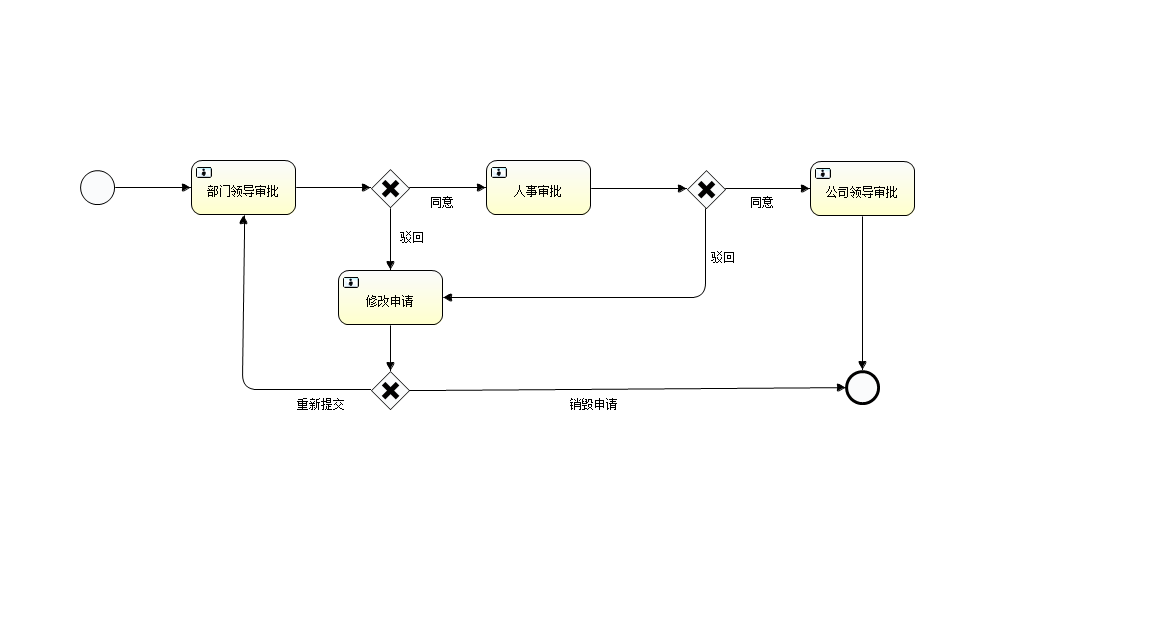 部门领导审批
同意
人事审批
同意
公司领导审批
驳回
驳回
修改申请
重新提交
销毁申请